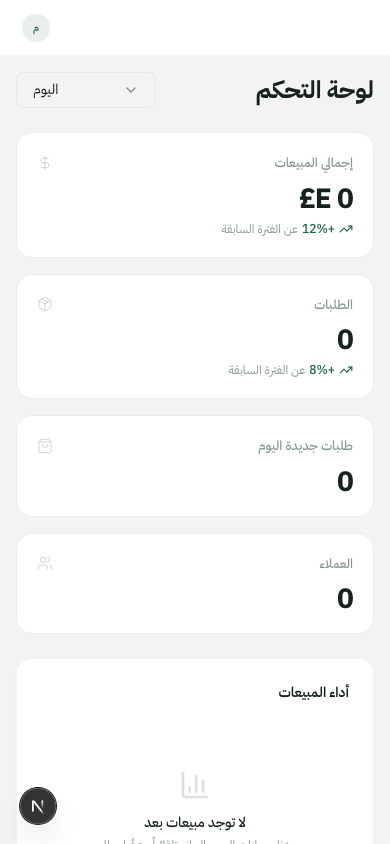 م
لوحة التحكم
اليوم
إجمالي المبيعات
£E 0
+12% عن الفترة السابقة
الطلبات
0
+8% عن الفترة السابقة
طلبات جديدة اليوم
0
العملاء
0
أداء المبيعات
لا توجد مبيعات بعد
N